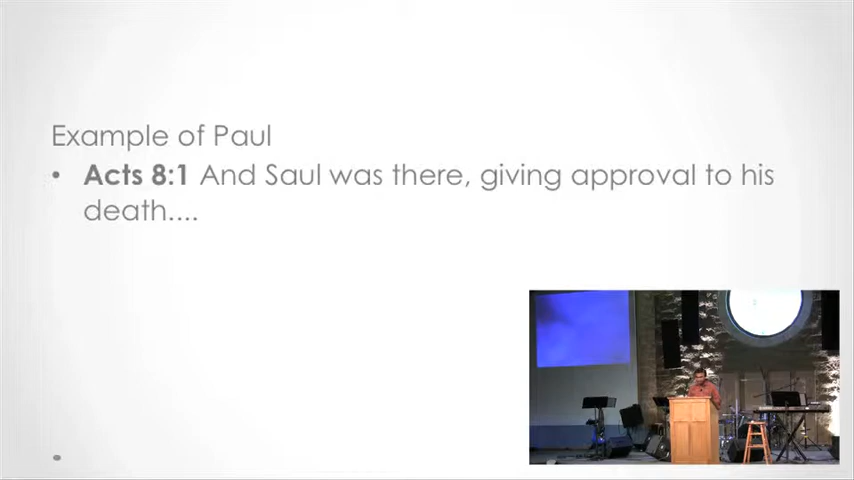 Example of Paul
• Acts 8:1 And Saul was there, giving approval to his
death....